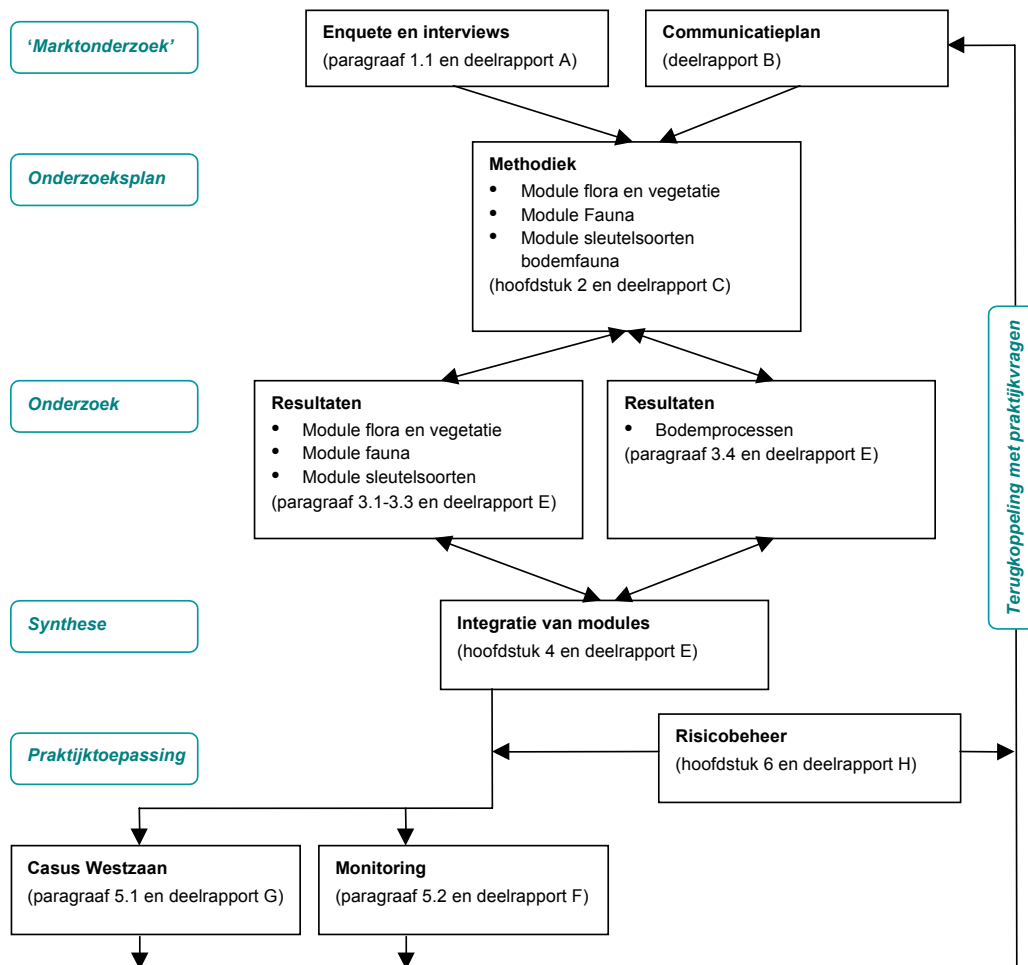 ‘Marktonderzoek’
Enquete en interviews
(paragraaf 1.1 en deelrapport A)
Communicatieplan
(deelrapport B)
Onderzoeksplan
Methodiek
• Module flora en vegetatie
• Module Fauna
• Module sleutelsoorten
bodemfauna
(hoofdstuk 2 en deelrapport C)
Terugkoppeling met praktijkvragen
Onderzoek
Resultaten
• Module flora en vegetatie
• Module fauna
• Module sleutelsoorten
(paragraaf 3.1-3.3 en deelrapport E)
Resultaten
• Bodemprocessen
(paragraaf 3.4 en deelrapport E)
Synthese
Integratie van modules
(hoofdstuk 4 en deelrapport E)
Praktijktoepassing
Risicobeheer
(hoofdstuk 6 en deelrapport H)
Casus Westzaan
(paragraaf 5.1 en deelrapport G)
Monitoring
(paragraaf 5.2 en deelrapport F)